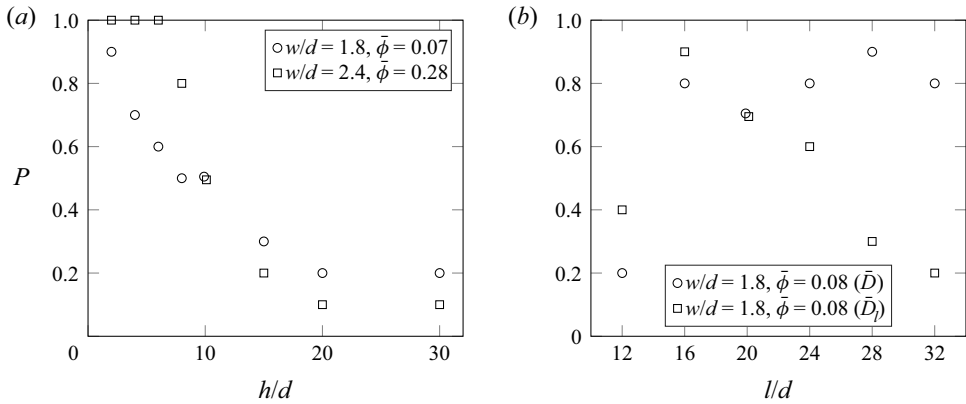 (a)
1.0
0.8
0.6
P
0.4
0.2
0
10
20
30
h/d
w/d = 1.8, ϕ̄ = 0.07
w/d = 2.4, ϕ̄ = 0.28
(b)
1.0
0.8
0.6
0.4
0.2
0
12
16
20
24
28
32
l/d
w/d = 1.8, ϕ̄ = 0.08 (D̄)
w/d = 1.8, ϕ̄ = 0.08 (D̄ₗ)